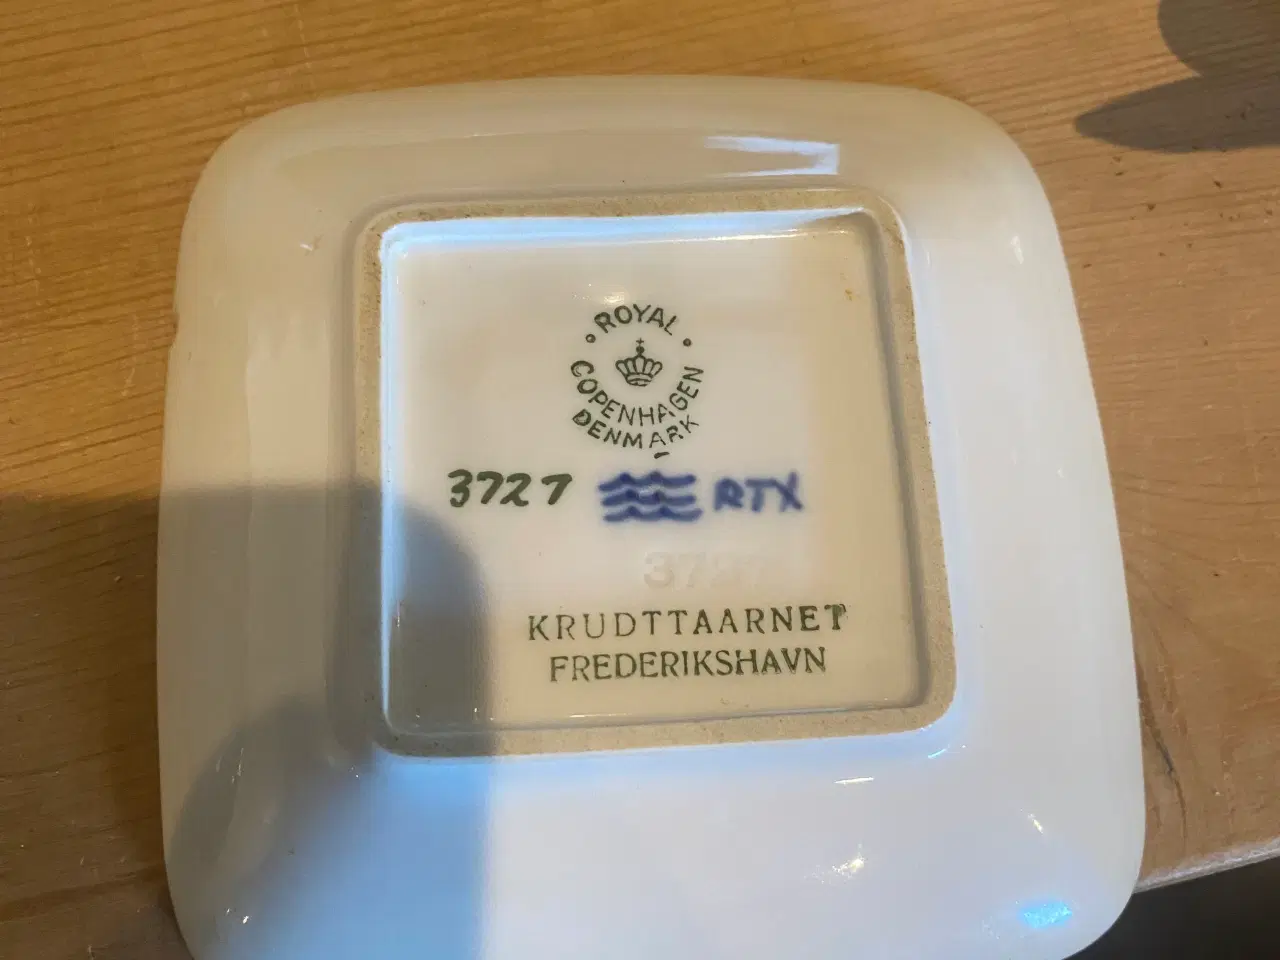 ROYAL
COPENHAGEN
DENMARK
3727 RTX
3727
KRUDTTAARNET
FREDERIKSHAVN